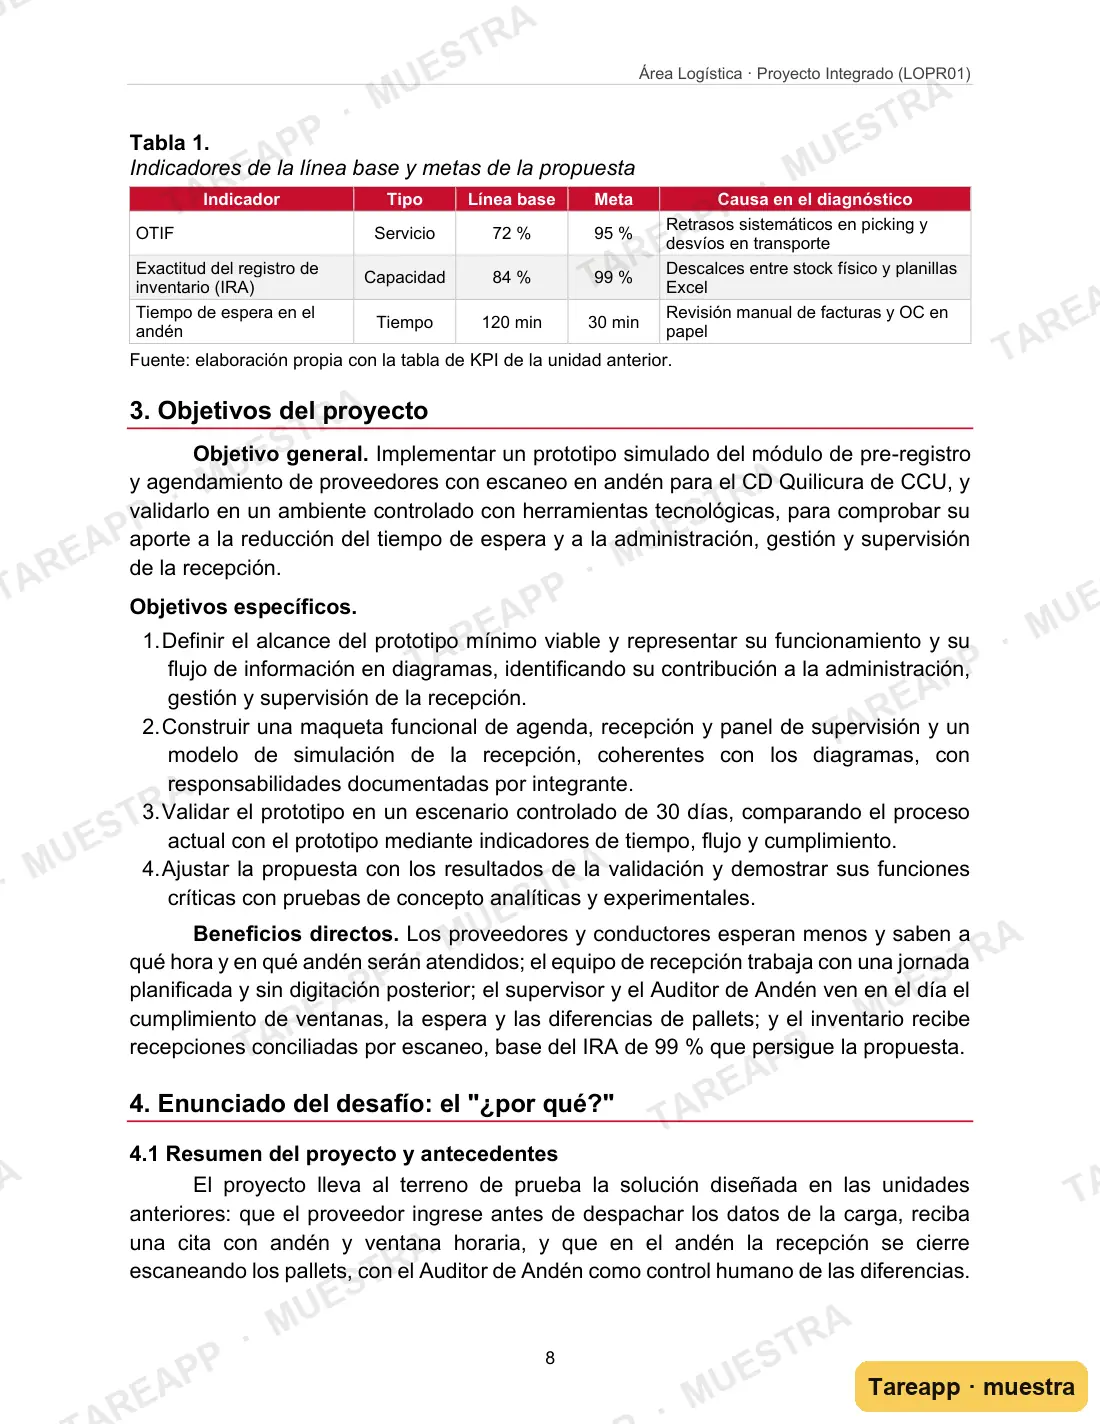 Área Logística · Proyecto Integrado (LOPR01)
Tabla 1.
Indicadores de la línea base y metas de la propuesta
Indicador Tipo Línea base Meta Causa en el diagnóstico
OTIF Servicio 72 % 95 % Retrasos sistemáticos en picking y
desvíos en transporte
Exactitud del registro de
inventario (IRA) Capacidad 84 % 99 % Descalces entre stock físico y planillas
Excel
Tiempo de espera en el
andén Tiempo 120 min 30 min Revisión manual de facturas y OC en
papel
Fuente: elaboración propia con la tabla de KPI de la unidad anterior.
3. Objetivos del proyecto
Objetivo general. Implementar un prototipo simulado del módulo de pre-registro
y agendamiento de proveedores con escaneo en andén para el CD Quilicura de CCU, y
validarlo en un ambiente controlado con herramientas tecnológicas, para comprobar su
aporte a la reducción del tiempo de espera y a la administración, gestión y supervisión
de la recepción.
Objetivos específicos.
1.Definir el alcance del prototipo mínimo viable y representar su funcionamiento y su
flujo de información en diagramas, identificando su contribución a la administración,
gestión y supervisión de la recepción.
2.Construir una maqueta funcional de agenda, recepción y panel de supervisión y un
modelo de simulación de la recepción, coherentes con los diagramas, con
responsabilidades documentadas por integrante.
3.Validar el prototipo en un escenario controlado de 30 días, comparando el proceso
actual con el prototipo mediante indicadores de tiempo, flujo y cumplimiento.
4.Ajustar la propuesta con los resultados de la validación y demostrar sus funciones
críticas con pruebas de concepto analíticas y experimentales.
Beneficios directos. Los proveedores y conductores esperan menos y saben a
qué hora y en qué andén serán atendidos; el equipo de recepción trabaja con una jornada
planificada y sin digitación posterior; el supervisor y el Auditor de Andén ven en el día el
cumplimiento de ventanas, la espera y las diferencias de pallets; y el inventario recibe
recepciones conciliadas por escaneo, base del IRA de 99 % que persigue la propuesta.
4. Enunciado del desafío: el "¿por qué?"
4.1 Resumen del proyecto y antecedentes
El proyecto lleva al terreno de prueba la solución diseñada en las unidades
anteriores: que el proveedor ingrese antes de despachar los datos de la carga, reciba
una cita con andén y ventana horaria, y que en el andén la recepción se cierre
escaneando los pallets, con el Auditor de Andén como control humano de las diferencias.
8
Tareapp · muestra
TAREAPP · MUESTRA